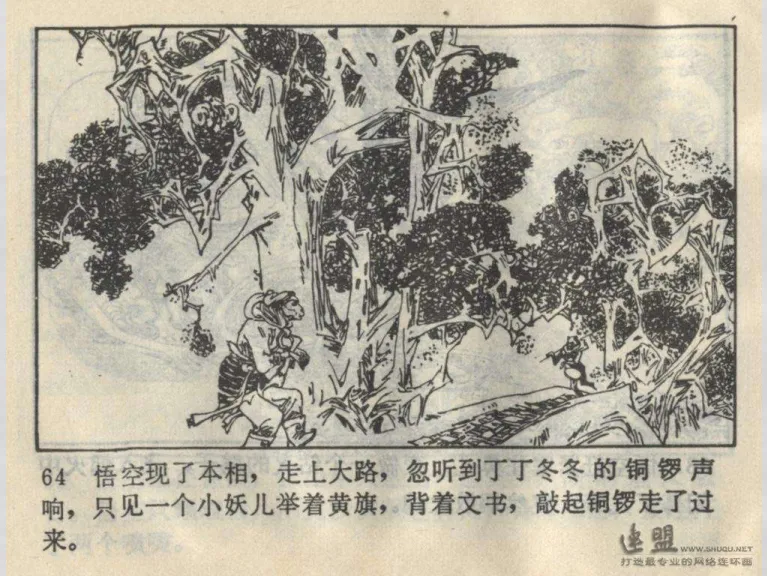 64 悟空现了本相，走上大路，忽听到丁丁冬冬的铜锣声
响，只见一个小妖儿举着黄旗，背着文书，敲起铜锣走了过
来。
连盟 WWW.SHUQU.NET
打造最专业的网络连环画